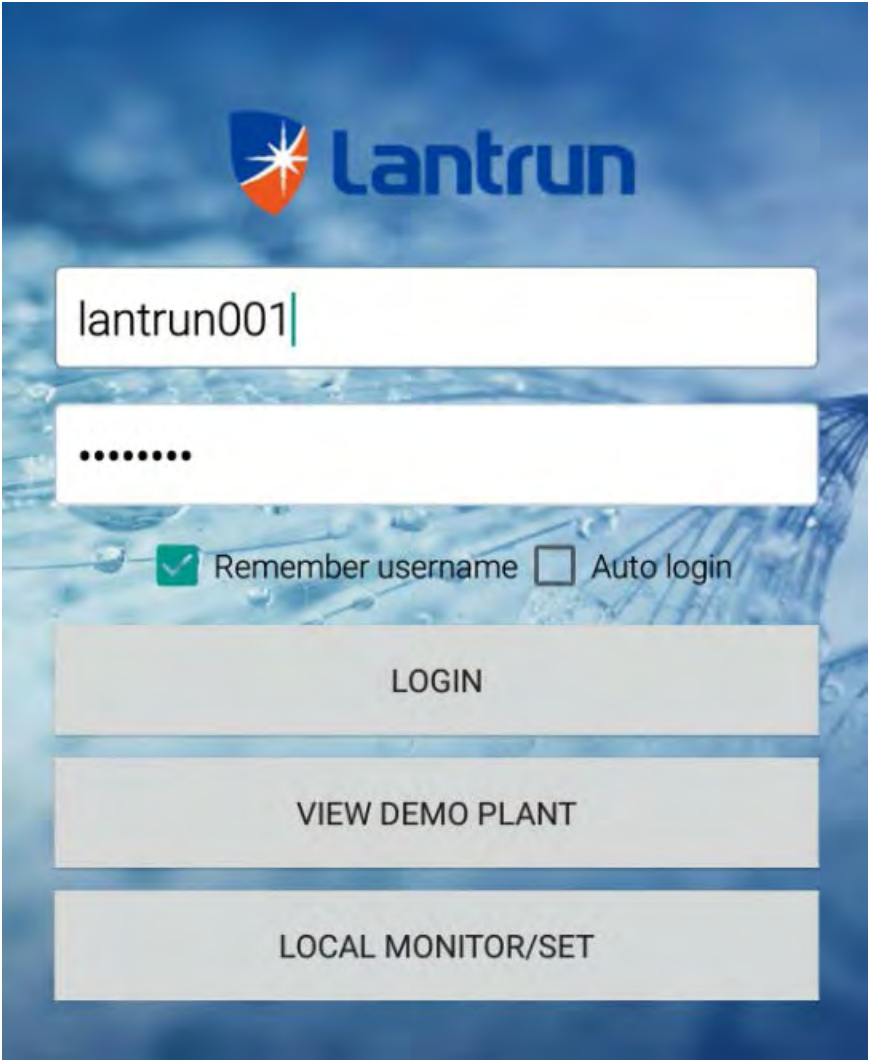 Lantrun
lantrun001
••••••••
Remember username Auto login
LOGIN
VIEW DEMO PLANT
LOCAL MONITOR/SET